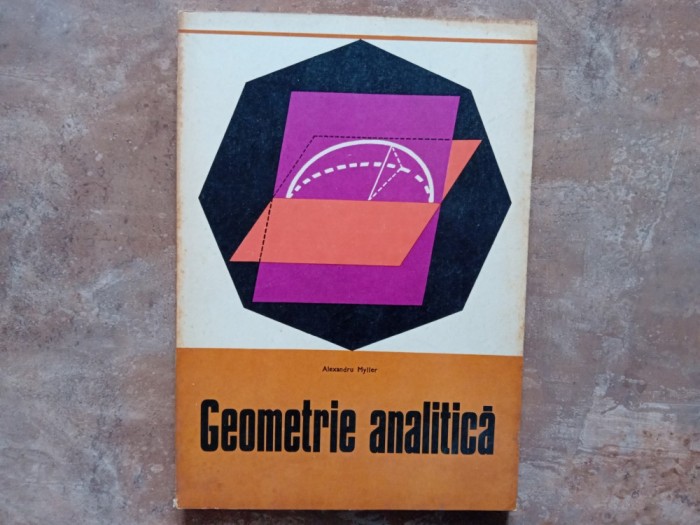 Alexandru Myller
Geometrie analitică